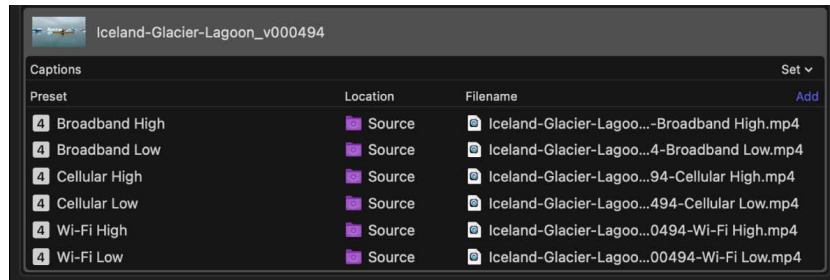 Iceland-Glacier-Lagoon_v000494
Captions Set
Preset Location Filename Add
4 Broadband High Source Iceland-Glacier-Lagoo...-Broadband High.mp4
4 Broadband Low Source Iceland-Glacier-Lagoo...4-Broadband Low.mp4
4 Cellular High Source Iceland-Glacier-Lagoo...94-Cellular High.mp4
4 Cellular Low Source Iceland-Glacier-Lagoo...494-Cellular Low.mp4
4 Wi-Fi High Source Iceland-Glacier-Lagoo...0494-Wi-Fi High.mp4
4 Wi-Fi Low Source Iceland-Glacier-Lagoo...00494-Wi-Fi Low.mp4